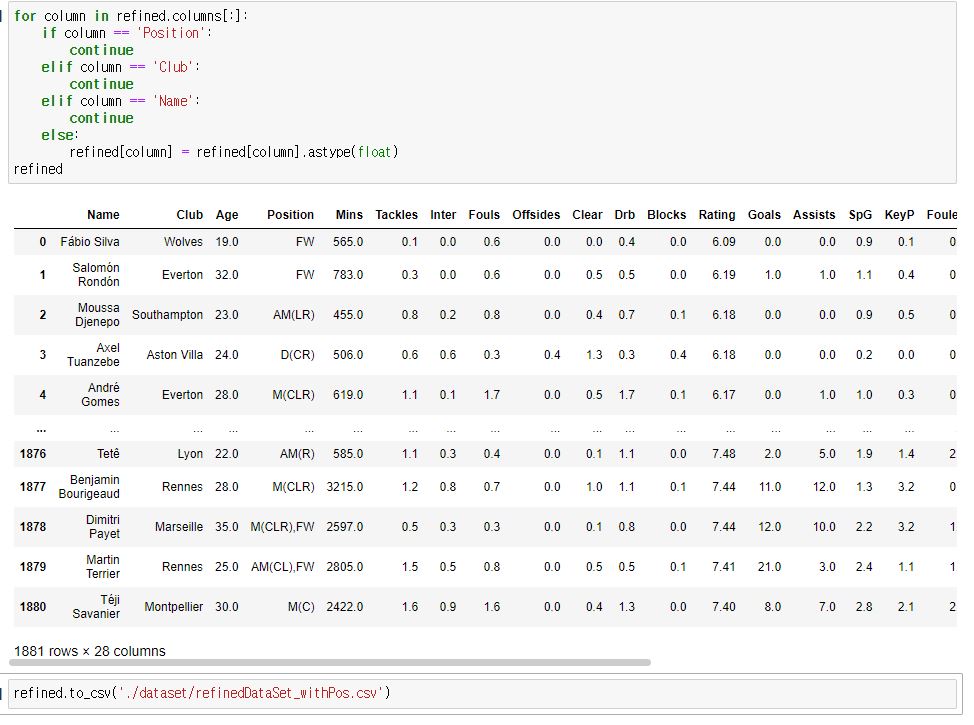 for column in refined.columns[:]:
    if column == 'Position':
        continue
    elif column == 'Club':
        continue
    elif column == 'Name':
        continue
    else:
        refined[column] = refined[column].astype(float)
refined
Name Club Age Position Mins Tackles Inter Fouls Offsides Clear Drb Blocks Rating Goals Assists SpG KeyP Foule
0 Fábio Silva Wolves 19.0 FW 565.0 0.1 0.0 0.6 0.0 0.0 0.4 0.0 6.09 0.0 0.0 0.9 0.1 0
1 Salomón Rondón Everton 32.0 FW 783.0 0.3 0.0 0.6 0.0 0.5 0.5 0.0 6.19 1.0 1.0 1.1 0.4 0
2 Moussa Djenepo Southampton 23.0 AM(LR) 455.0 0.8 0.2 0.8 0.0 0.4 0.7 0.1 6.18 0.0 0.0 0.9 0.5 0
3 Axel Tuanzebe Aston Villa 24.0 D(CR) 506.0 0.6 0.6 0.3 0.4 1.3 0.3 0.4 6.18 0.0 0.0 0.2 0.0 0
4 André Gomes Everton 28.0 M(CLR) 619.0 1.1 0.1 1.7 0.0 0.5 1.7 0.1 6.17 0.0 1.0 1.0 0.3 0
... ... ... ... ... ... ... ... ... ... ... ... ... ... ... ... ... ...
1876 Tetê Lyon 22.0 AM(R) 585.0 1.1 0.3 0.4 0.0 0.1 1.1 0.0 7.48 2.0 5.0 1.9 1.4 2
1877 Benjamin Bourigeaud Rennes 28.0 M(CLR) 3215.0 1.2 0.8 0.7 0.0 1.0 1.1 0.1 7.44 11.0 12.0 1.3 3.2 0
1878 Dimitri Payet Marseille 35.0 M(CLR),FW 2597.0 0.5 0.3 0.3 0.0 0.1 0.8 0.0 7.44 12.0 10.0 2.2 3.2 1
1879 Martin Terrier Rennes 25.0 AM(CL),FW 2805.0 1.5 0.5 0.8 0.0 0.5 0.5 0.1 7.41 21.0 3.0 2.4 1.1 1
1880 Téji Savanier Montpellier 30.0 M(C) 2422.0 1.6 0.9 1.6 0.0 0.4 1.3 0.0 7.40 8.0 7.0 2.8 2.1 2
1881 rows × 28 columns
refined.to_csv('./dataset/refinedDataSet_withPos.csv')